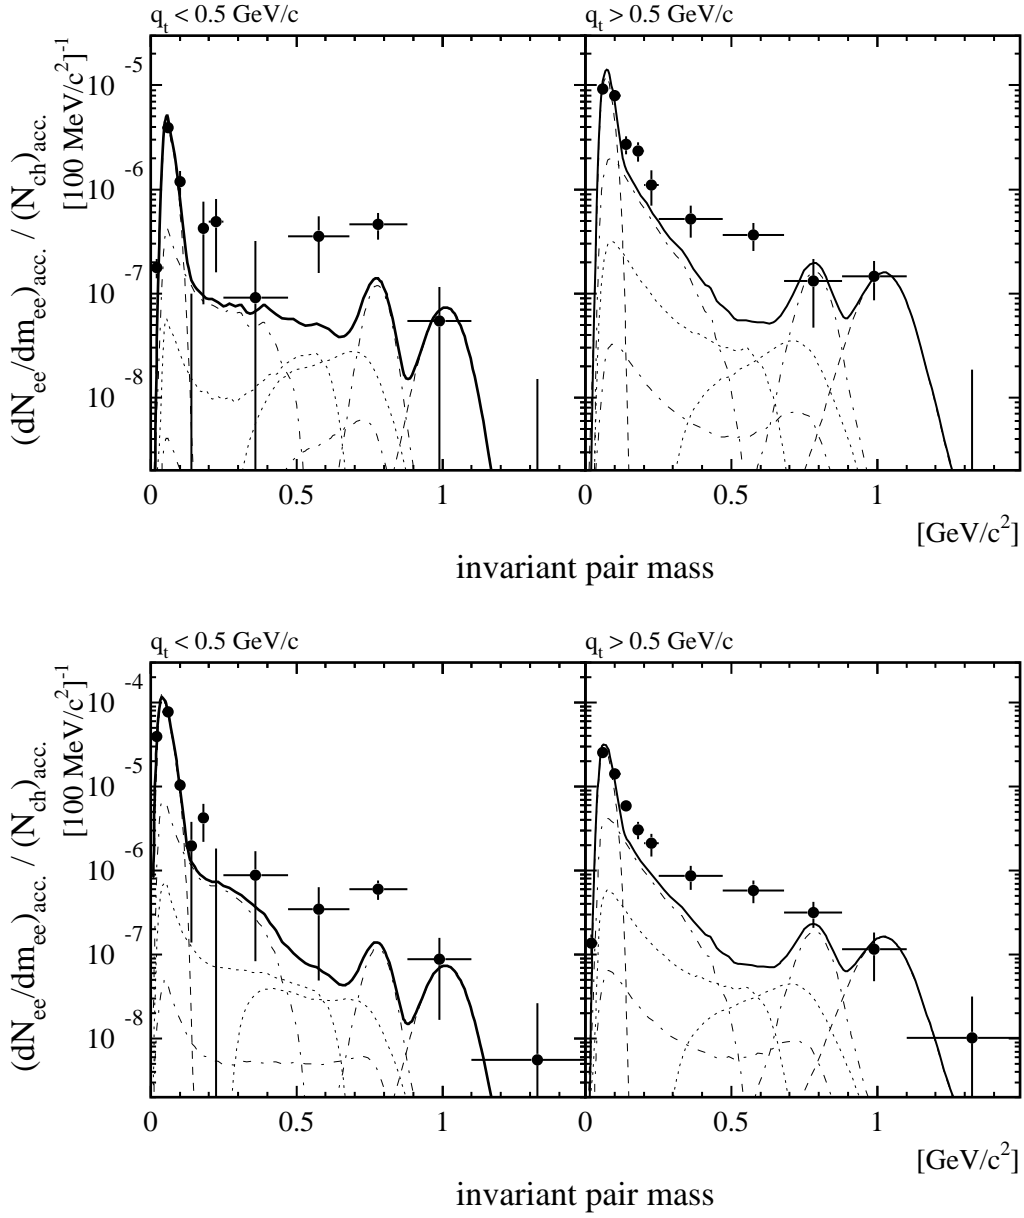 q_t < 0.5 GeV/c
q_t > 0.5 GeV/c
(dN_ee/dm_ee)_acc. / (N_ch)_acc.
[100 MeV/c^2]^-1
10^-5
10^-6
10^-7
10^-8
0 0.5 1
0 0.5 1
[GeV/c^2]
invariant pair mass
q_t < 0.5 GeV/c
q_t > 0.5 GeV/c
(dN_ee/dm_ee)_acc. / (N_ch)_acc.
[100 MeV/c^2]^-1
10^-4
10^-5
10^-6
10^-7
10^-8
0 0.5 1
0 0.5 1
[GeV/c^2]
invariant pair mass